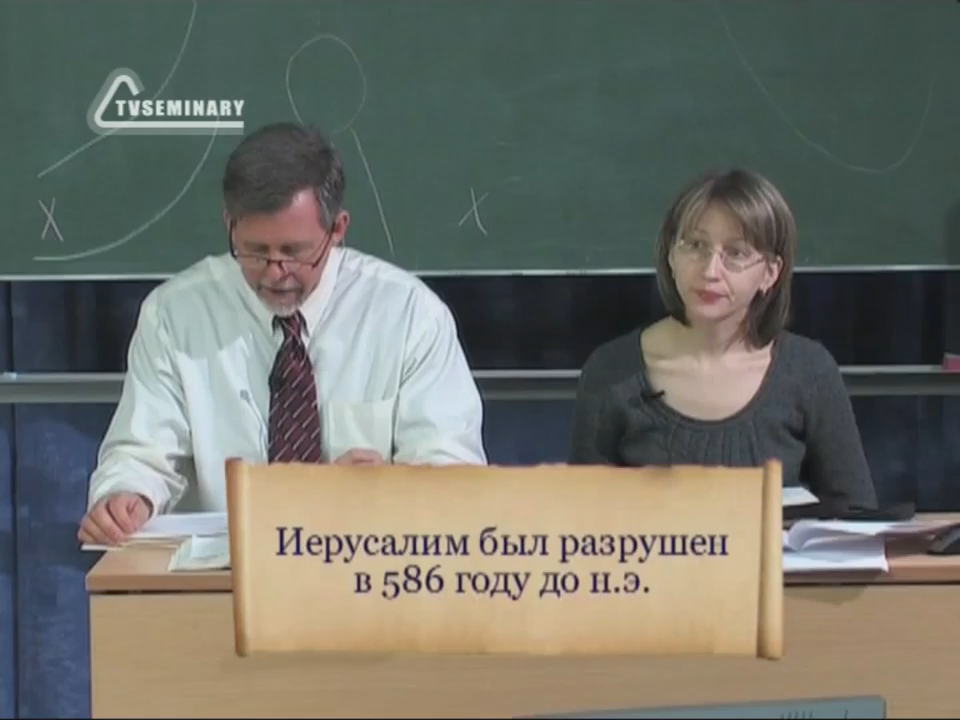 TVSEMINARY
Иерусалим был разрушен
в 586 году до н.э.